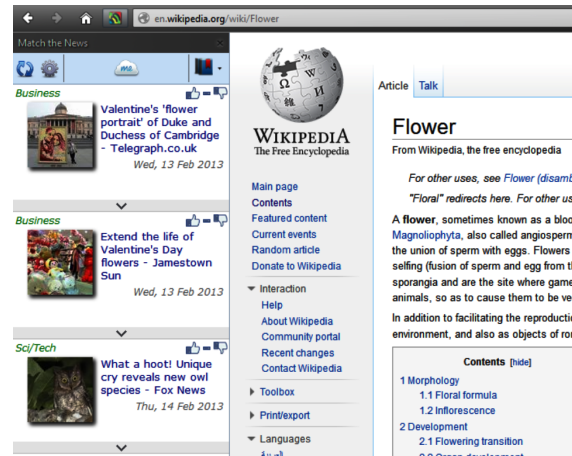 en.wikipedia.org/wiki/Flower
Match the News
me
Business
Valentine's 'flower
portrait' of Duke and
Duchess of Cambridge
- Telegraph.co.uk
Wed, 13 Feb 2013
Business
Extend the life of
Valentine's Day
flowers - Jamestown
Sun
Wed, 13 Feb 2013
Sci/Tech
What a hoot! Unique
cry reveals new owl
species - Fox News
Thu, 14 Feb 2013
WIKIPEDIA
The Free Encyclopedia
Main page
Contents
Featured content
Current events
Random article
Donate to Wikipedia
Interaction
Help
About Wikipedia
Community portal
Recent changes
Contact Wikipedia
Toolbox
Print/export
Languages
Article Talk
Flower
From Wikipedia, the free encyclopedia
For other uses, see Flower (disamb
"Floral" redirects here. For other us
A flower, sometimes known as a bloo
Magnoliophyta, also called angiosperm
the union of sperm with eggs. Flowers
selfing (fusion of sperm and egg from t
sporangia and are the site where game
animals, so as to cause them to be ve
In addition to facilitating the reproducti
environment, and also as objects of ro
Contents [hide]
1 Morphology
1.1 Floral formula
1.2 Inflorescence
2 Development
2.1 Flowering transition